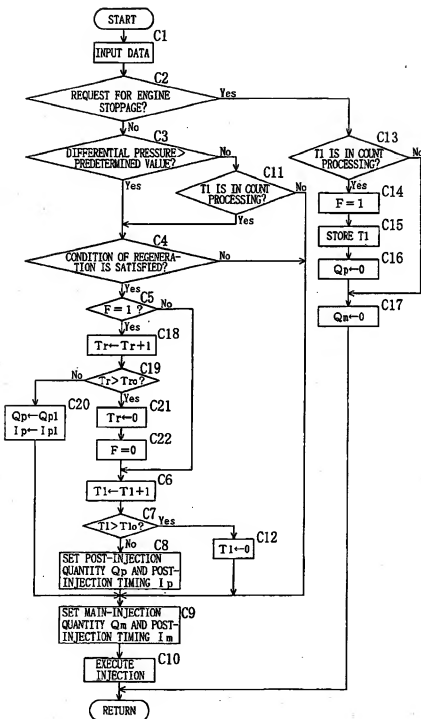 START
C1
INPUT DATA
C2
REQUEST FOR ENGINE
STOPPAGE?
Yes
No
C3
DIFFERENTIAL PRESSURE>
PREDETERMINED VALUE?
No
Yes
C11
T1 IS IN COUNT
PROCESSING?
No
Yes
C13
T1 IS IN COUNT
PROCESSING?
No
Yes
C14
F=1
C15
STORE T1
C16
Qp←0
C17
Qm←0
C4
CONDITION OF REGENERA-
TION IS SATISFIED?
No
Yes
C5
F=1?
No
Yes
C18
Tr←Tr+1
C19
Tr>Tro?
No
Yes
C20
Qp←Qp1
Ip←Ip1
C21
Tr←0
C22
F=0
C6
T1←T1+1
C7
T1>T1o?
Yes
No
C12
T1←0
C8
SET POST-INJECTION
QUANTITY Qp AND POST-
INJECTION TIMING Ip
C9
SET MAIN-INJECTION
QUANTITY Qm AND POST-
INJECTION TIMING Im
C10
EXECUTE
INJECTION
RETURN